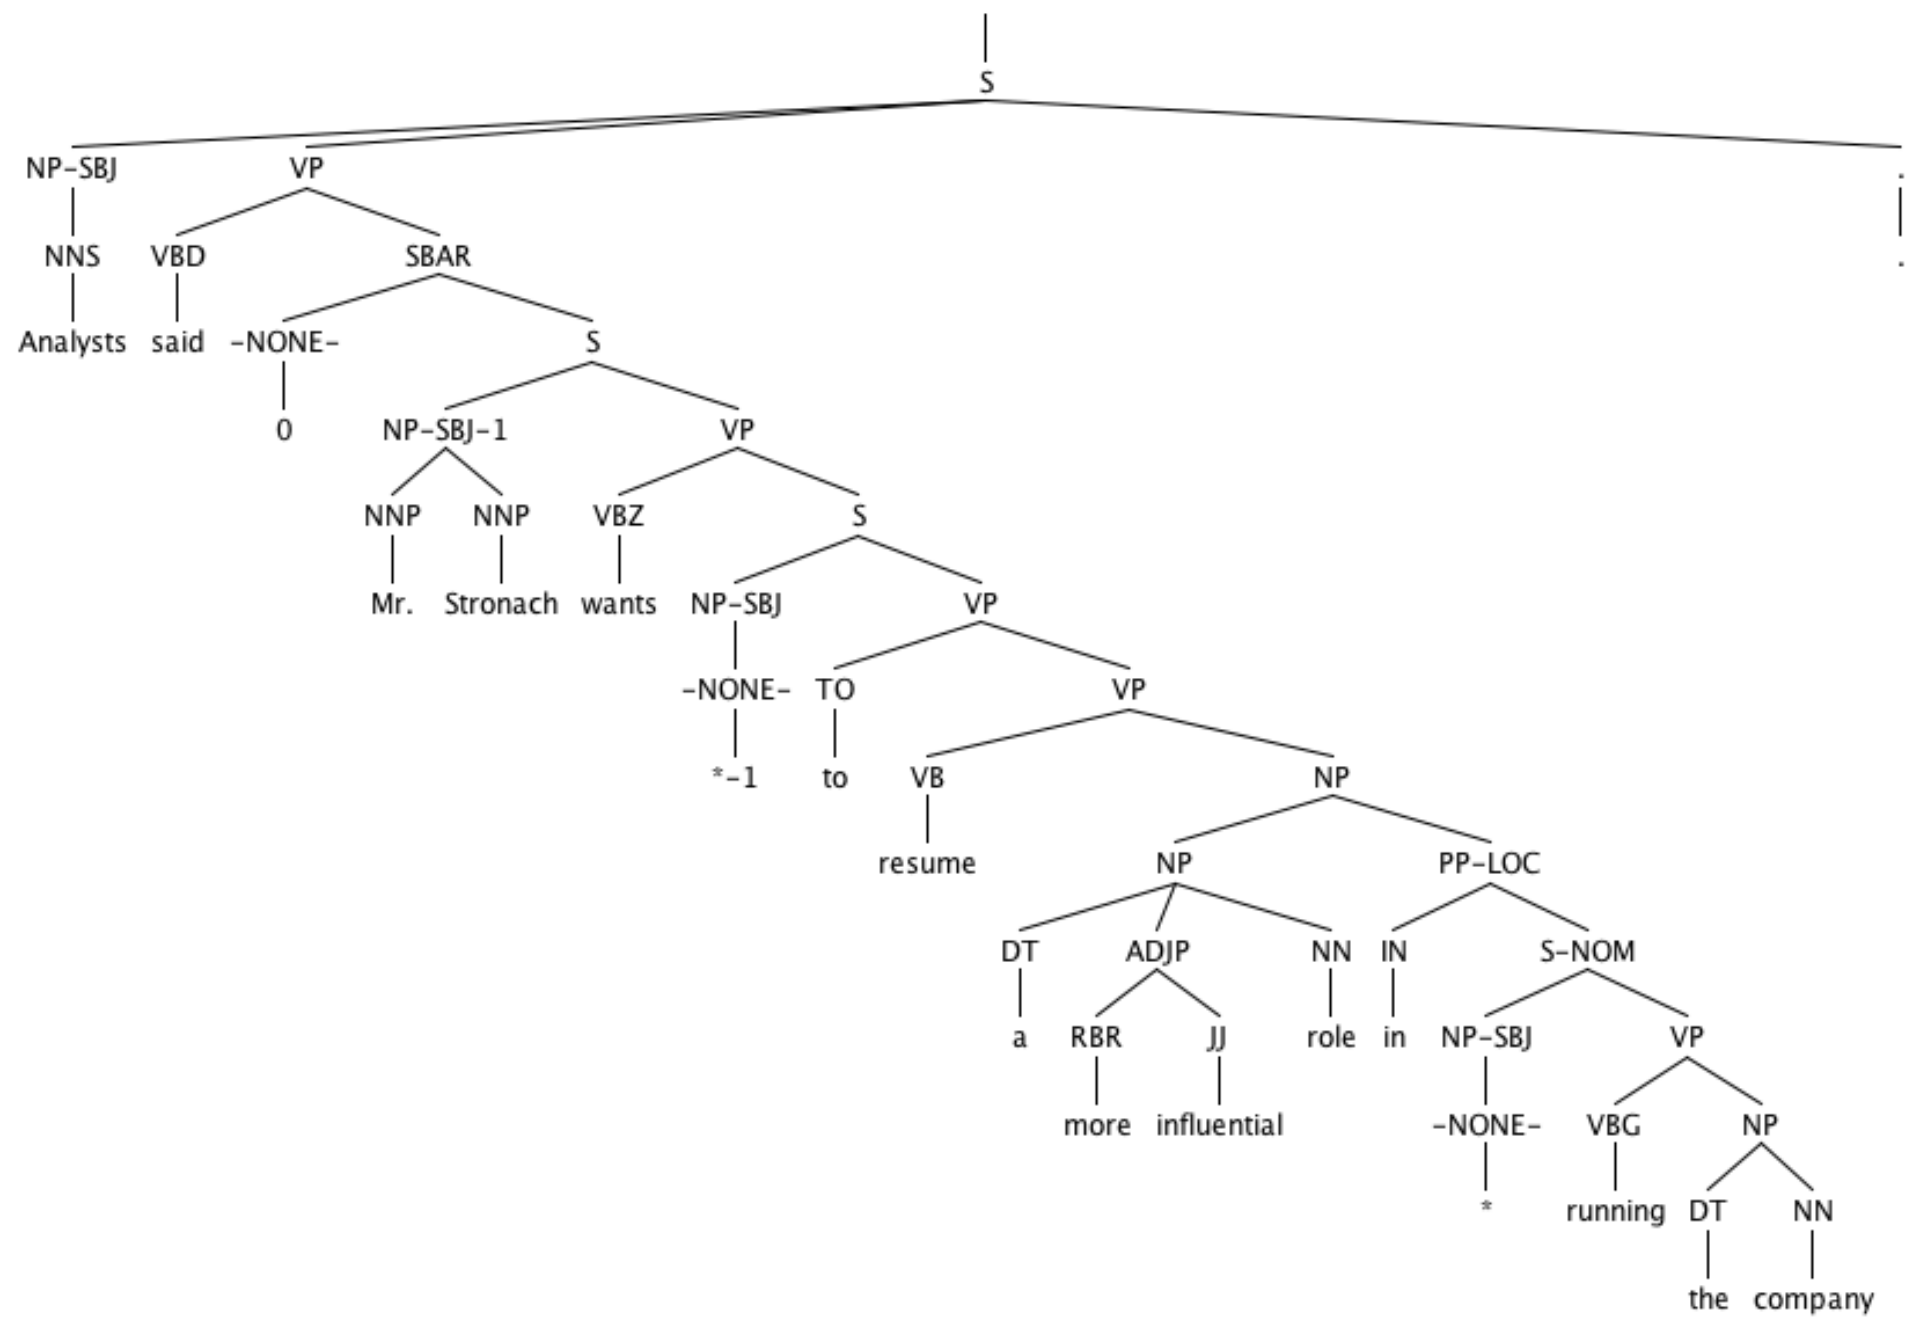 S
NP-SBJ VP .
NNS VBD SBAR .
Analysts said -NONE- S
0 NP-SBJ-1 VP
NNP NNP VBZ S
Mr. Stronach wants NP-SBJ VP
-NONE- TO VP
*-1 to VB NP
resume NP PP-LOC
DT ADJP NN IN S-NOM
a RBR JJ role in NP-SBJ VP
more influential -NONE- VBG NP
* running DT NN
the company